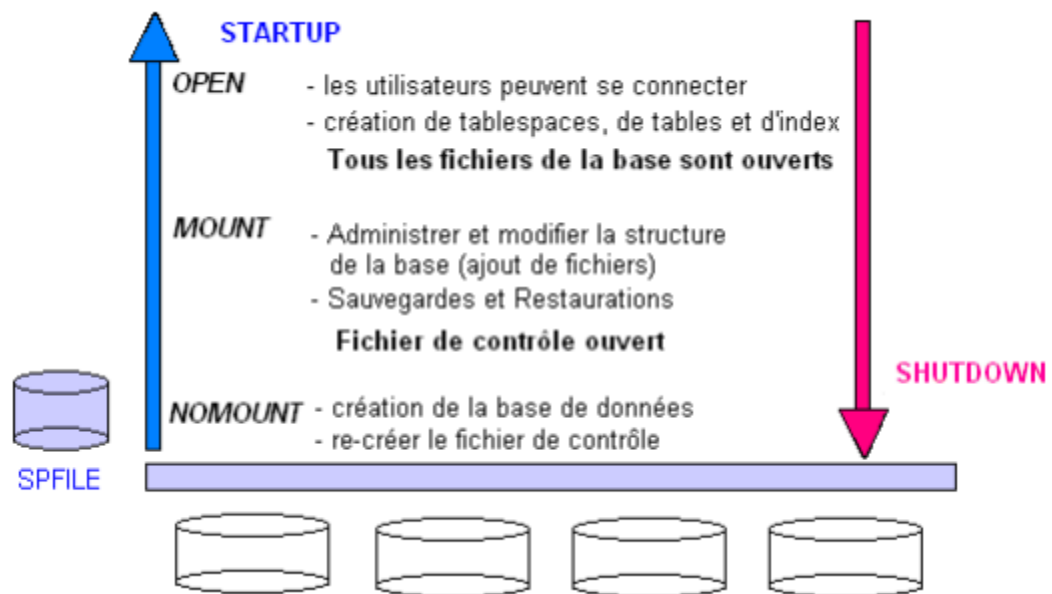 STARTUP
OPEN
- les utilisateurs peuvent se connecter
- création de tablespaces, de tables et d'index
Tous les fichiers de la base sont ouverts
MOUNT
- Administrer et modifier la structure
de la base (ajout de fichiers)
- Sauvegardes et Restaurations
Fichier de contrôle ouvert
SHUTDOWN
NOMOUNT
- création de la base de données
- re-créer le fichier de contrôle
SPFILE